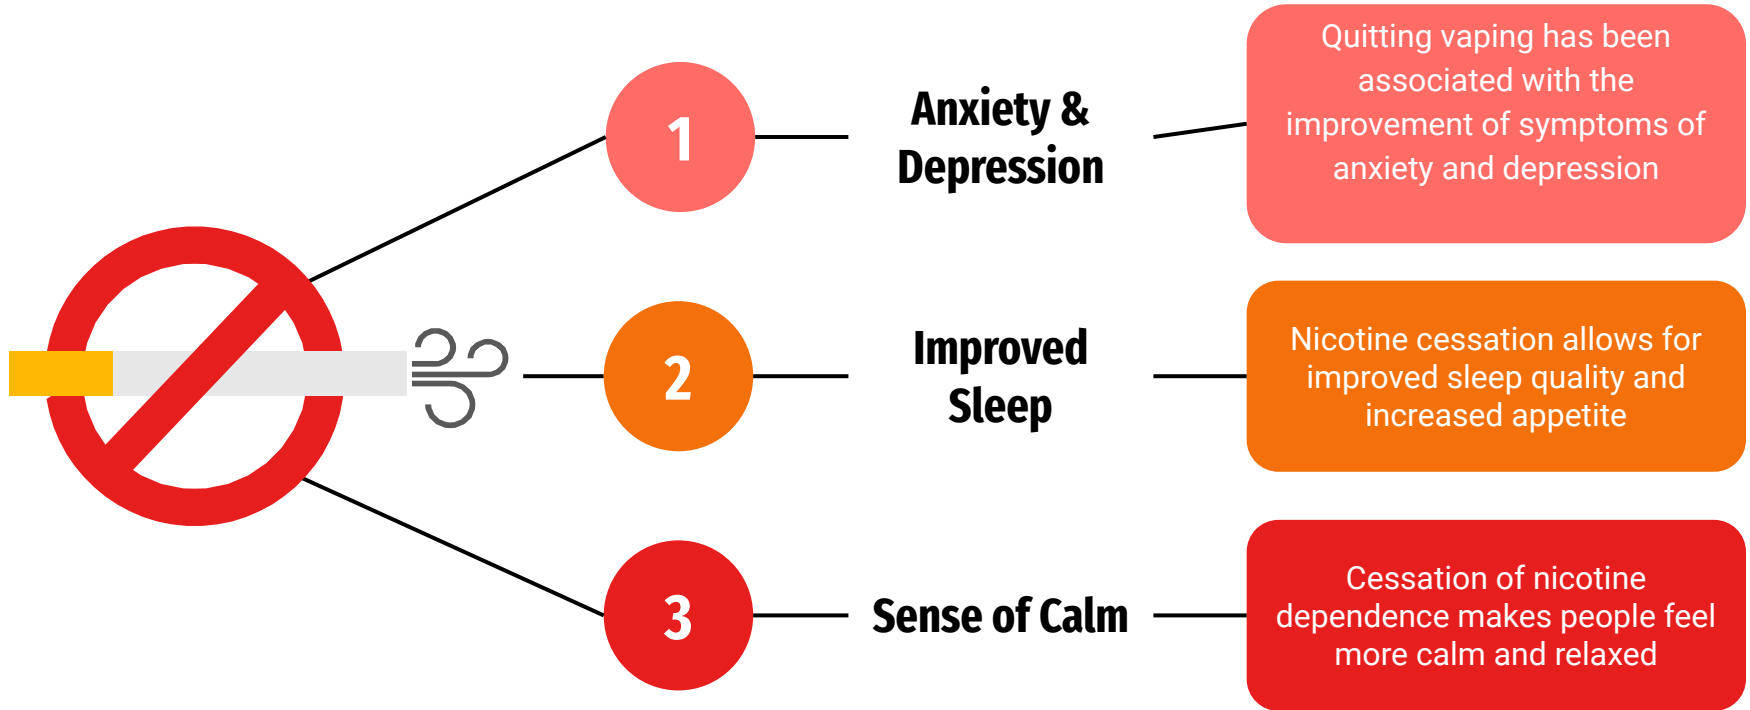 1
Anxiety &
Depression
Quitting vaping has been
associated with the
improvement of symptoms of
anxiety and depression
2
Improved
Sleep
Nicotine cessation allows for
improved sleep quality and
increased appetite
3
Sense of Calm
Cessation of nicotine
dependence makes people feel
more calm and relaxed